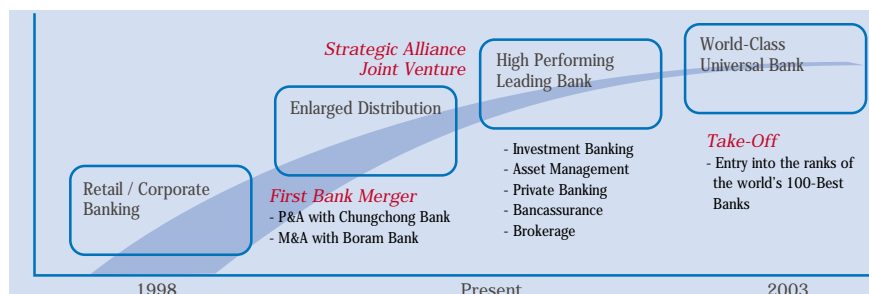 Retail / Corporate
Banking
Enlarged Distribution
First Bank Merger
- P&A with Chungchong Bank
- M&A with Boram Bank
Strategic Alliance
Joint Venture
High Performing
Leading Bank
- Investment Banking
- Asset Management
- Private Banking
- Bancassurance
- Brokerage
World-Class
Universal Bank
Take-Off
- Entry into the ranks of
the world's 100-Best
Banks
1998
Present
2003